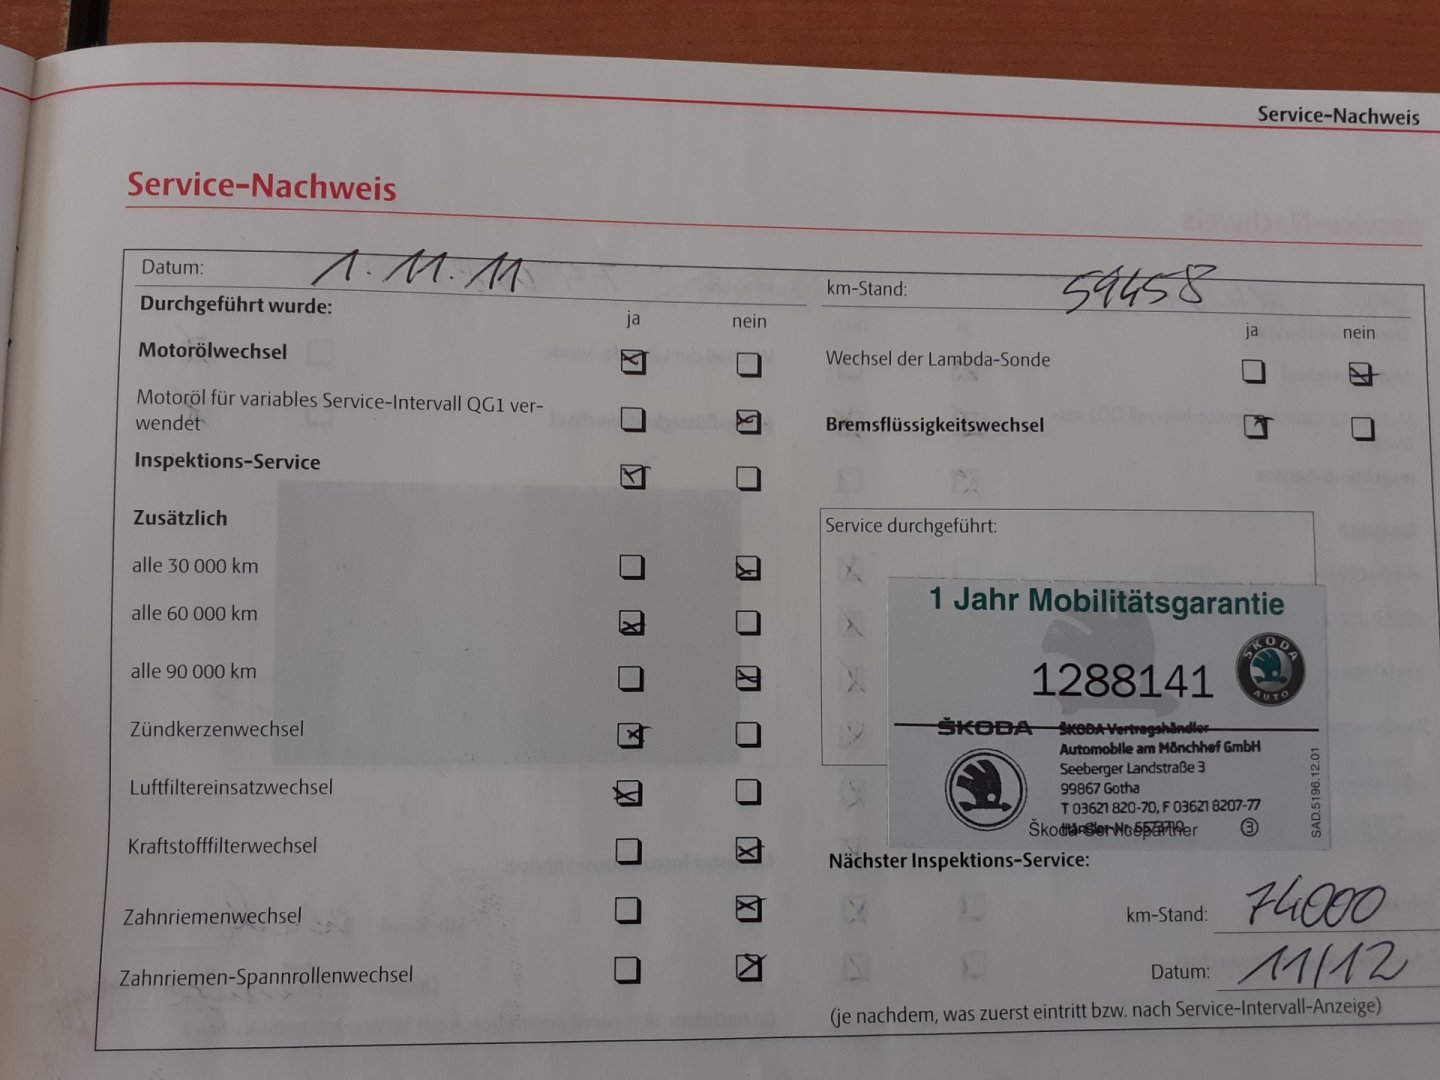 Service-Nachweis
Service-Nachweis
Datum: 1.11.11
km-Stand: 59458
Durchgeführt wurde:
ja nein
ja nein
Motorölwechsel
Wechsel der Lambda-Sonde
Motoröl für variables Service-Intervall QG1 ver-
wendet
Bremsflüssigkeitswechsel
Inspektions-Service
Zusätzlich
alle 30 000 km
alle 60 000 km
alle 90 000 km
Zündkerzenwechsel
Luftfiltereinsatzwechsel
Kraftstofffilterwechsel
Zahnriemenwechsel
Zahnriemen-Spannrollenwechsel
Service durchgeführt:
1 Jahr Mobilitätsgarantie
1288141
ŠKODA
AUTO
ŠKODA
ŠKODA Vertragshändler
Automobile am Mönchhof GmbH
Seeberger Landstraße 3
99867 Gotha
T 03621 820-70, F 03621 8207-77
Škoda-Servicepartner
3
SAD.5196.12.01
Nächster Inspektions-Service:
km-Stand: 74000
Datum: 11/12
(je nachdem, was zuerst eintritt bzw. nach Service-Intervall-Anzeige)